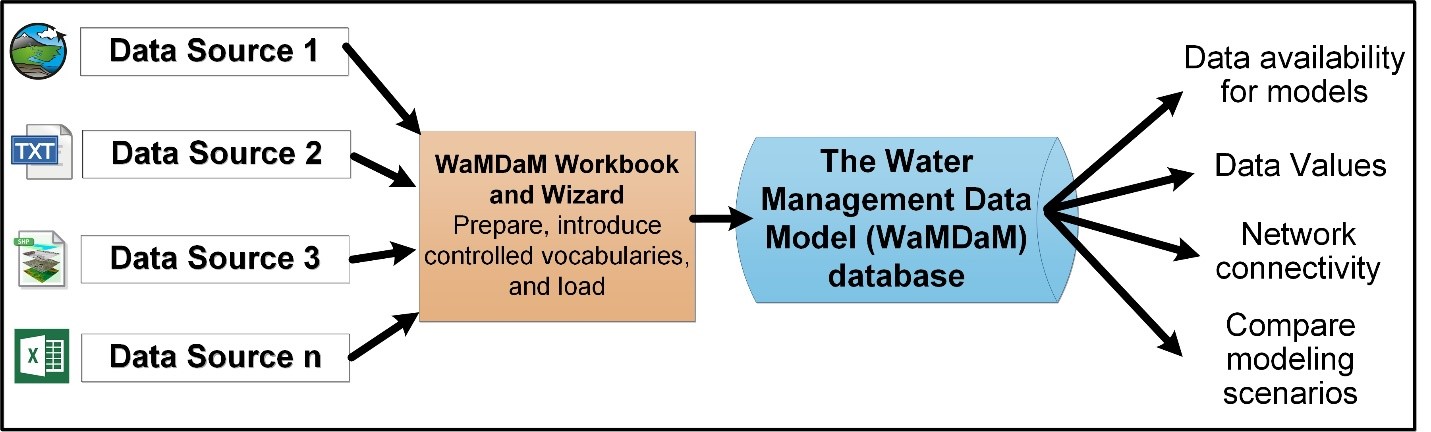 Data Source 1
TXT
Data Source 2
SHP
Data Source 3
X
Data Source n
WaMDaM Workbook
and Wizard
Prepare, introduce
controlled vocabularies,
and load
The Water
Management Data
Model (WaMDaM)
database
Data availability
for models
Data Values
Network
connectivity
Compare
modeling
scenarios